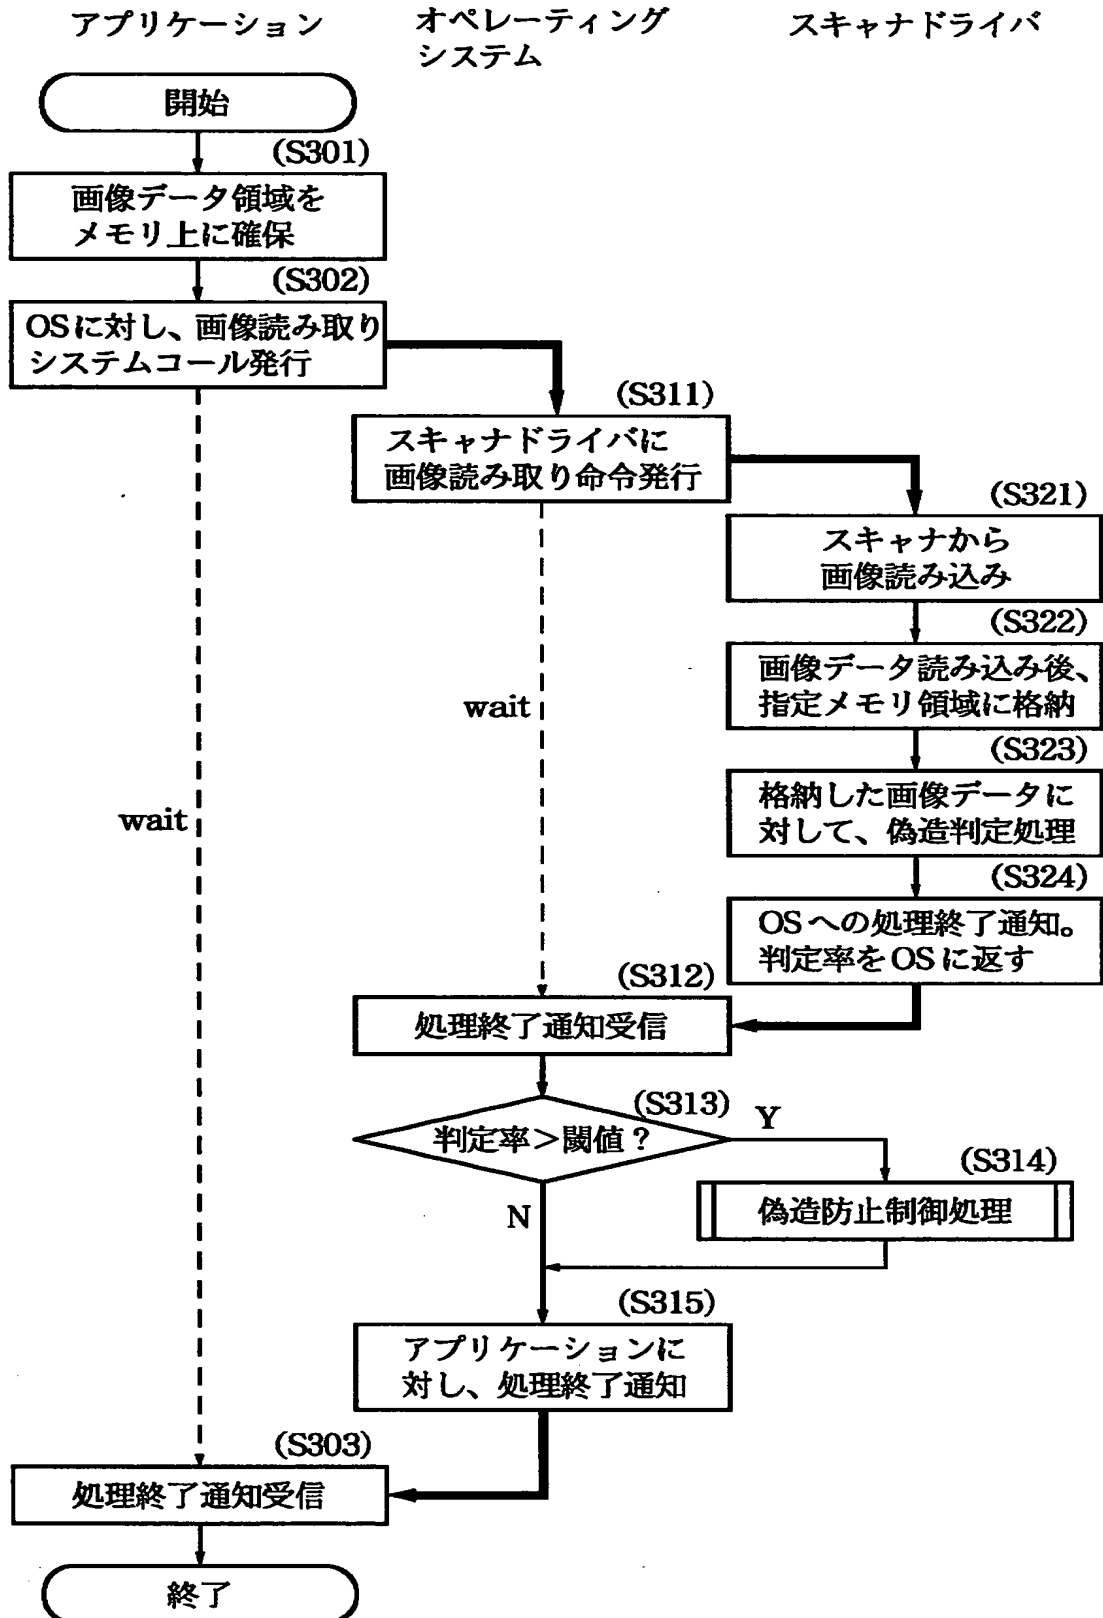 アプリケーション
オペレーティング
システム
スキャナドライバ
開始
(S301)
画像データ領域を
メモリ上に確保
(S302)
OSに対し、画像読み取り
システムコール発行
(S311)
スキャナドライバに
画像読み取り命令発行
(S321)
スキャナから
画像読み込み
(S322)
画像データ読み込み後、
指定メモリ領域に格納
wait
(S323)
格納した画像データに
対して、偽造判定処理
wait
(S324)
OSへの処理終了通知。
判定率をOSに返す
(S312)
処理終了通知受信
(S313)
判定率＞閾値？
Y
(S314)
偽造防止制御処理
N
(S315)
アプリケーションに
対し、処理終了通知
(S303)
処理終了通知受信
終了